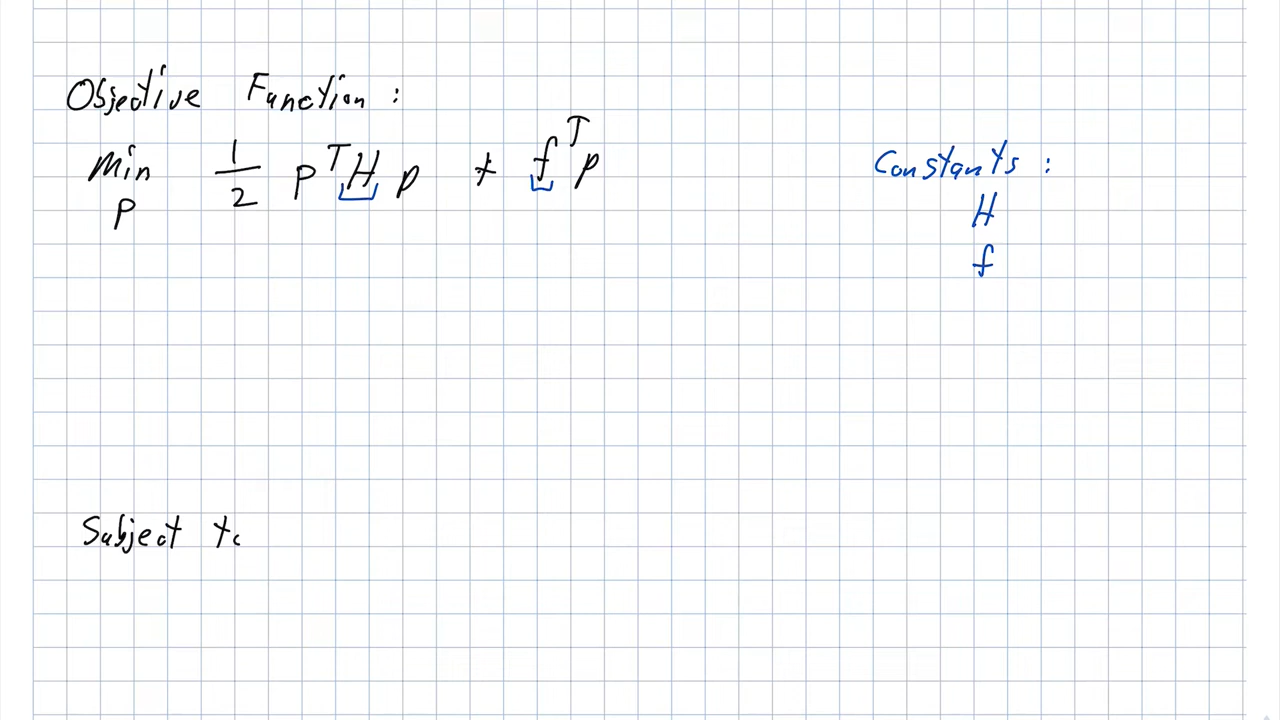 Objective Function :
min 1/2 p^T H p + f^T p
p
Constants :
H
f
Subject to